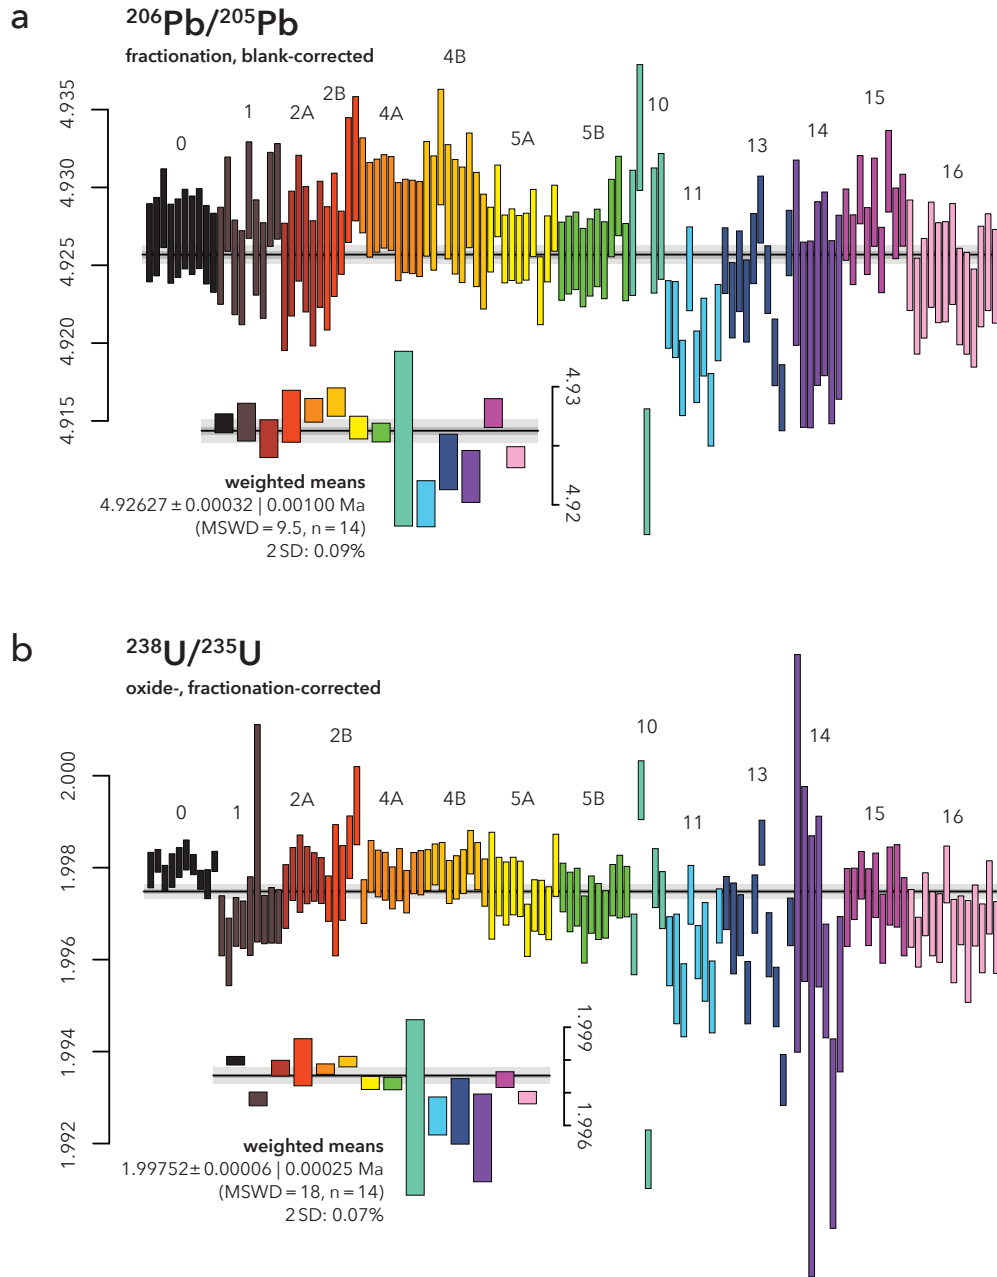 a
²⁰⁶Pb/²⁰⁵Pb
fractionation, blank-corrected
4.935
4.930
4.925
4.920
4.915
0
1
2A
2B
4A
4B
5A
5B
10
11
13
14
15
16
4.93
4.92
weighted means
4.92627 ± 0.00032 | 0.00100 Ma
(MSWD = 9.5, n = 14)
2 SD: 0.09%
b
²³⁸U/²³⁵U
oxide-, fractionation-corrected
2.000
1.998
1.996
1.994
1.992
0
1
2A
2B
4A
4B
5A
5B
10
11
13
14
15
16
1.999
1.996
weighted means
1.99752 ± 0.00006 | 0.00025 Ma
(MSWD = 18, n = 14)
2 SD: 0.07%